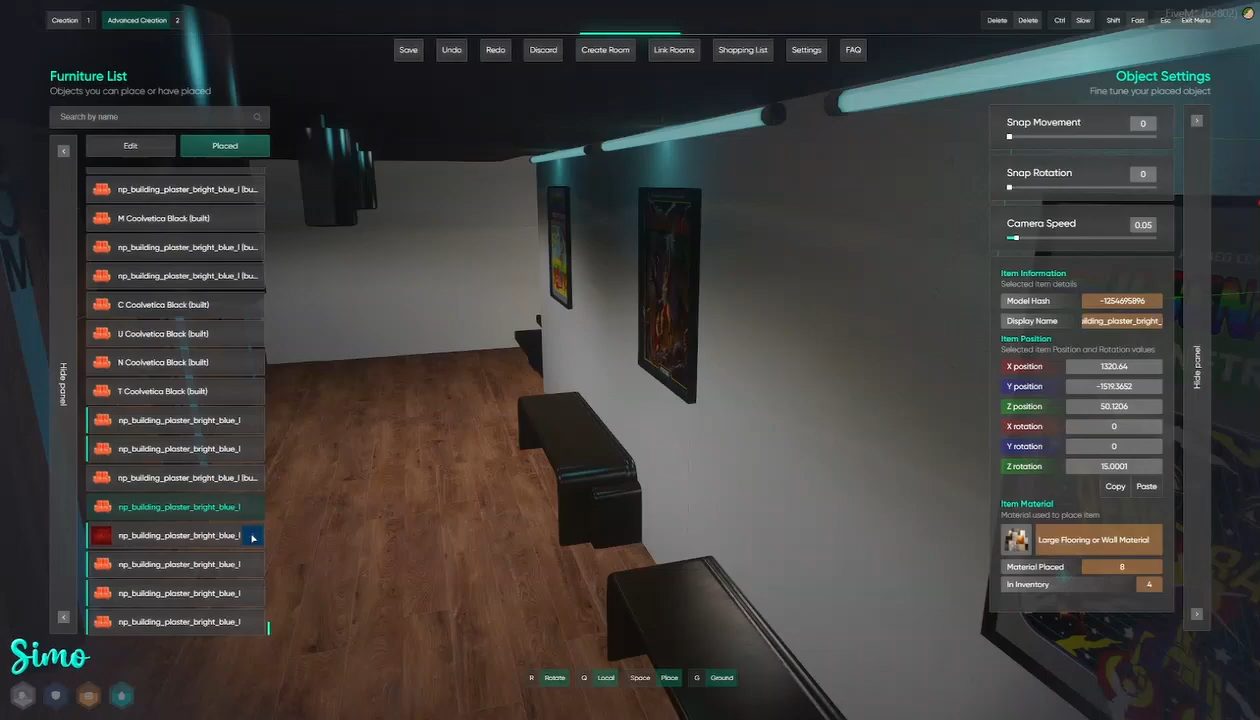 FiveM® (b2802)
Creation 1 Advanced Creation 2
Delete Delete Ctrl Slow Shift Fast Esc Exit Menu
Save Undo Redo Discard Create Room Link Rooms Shopping List Settings FAQ
Furniture List
Objects you can place or have placed
Search by name
Edit Placed
np_building_plaster_bright_blue_l (bu...
M Coolvetica Black (built)
np_building_plaster_bright_blue_l (bu...
np_building_plaster_bright_blue_l (bu...
C Coolvetica Black (built)
U Coolvetica Black (built)
N Coolvetica Black (built)
T Coolvetica Black (built)
np_building_plaster_bright_blue_l
np_building_plaster_bright_blue_l
np_building_plaster_bright_blue_l (bu...
np_building_plaster_bright_blue_l
np_building_plaster_bright_blue_l
np_building_plaster_bright_blue_l
np_building_plaster_bright_blue_l
np_building_plaster_bright_blue_l
Hide panel
Simo
R Rotate Q Local Space Place G Ground
Object Settings
Fine tune your placed object
Snap Movement 0
Snap Rotation 0
Camera Speed 0.05
Item Information
Selected item details
Model Hash -1254695896
Display Name uilding_plaster_bright_
Item Position
Selected Item Position and Rotation values
X position 1320.64
Y position -1519.3652
Z position 50.1206
X rotation 0
Y rotation 0
Z rotation 15.0001
Copy Paste
Item Material
Material used to place item
Large Flooring or Wall Material
Material Placed 8
In Inventory 4
Hide panel